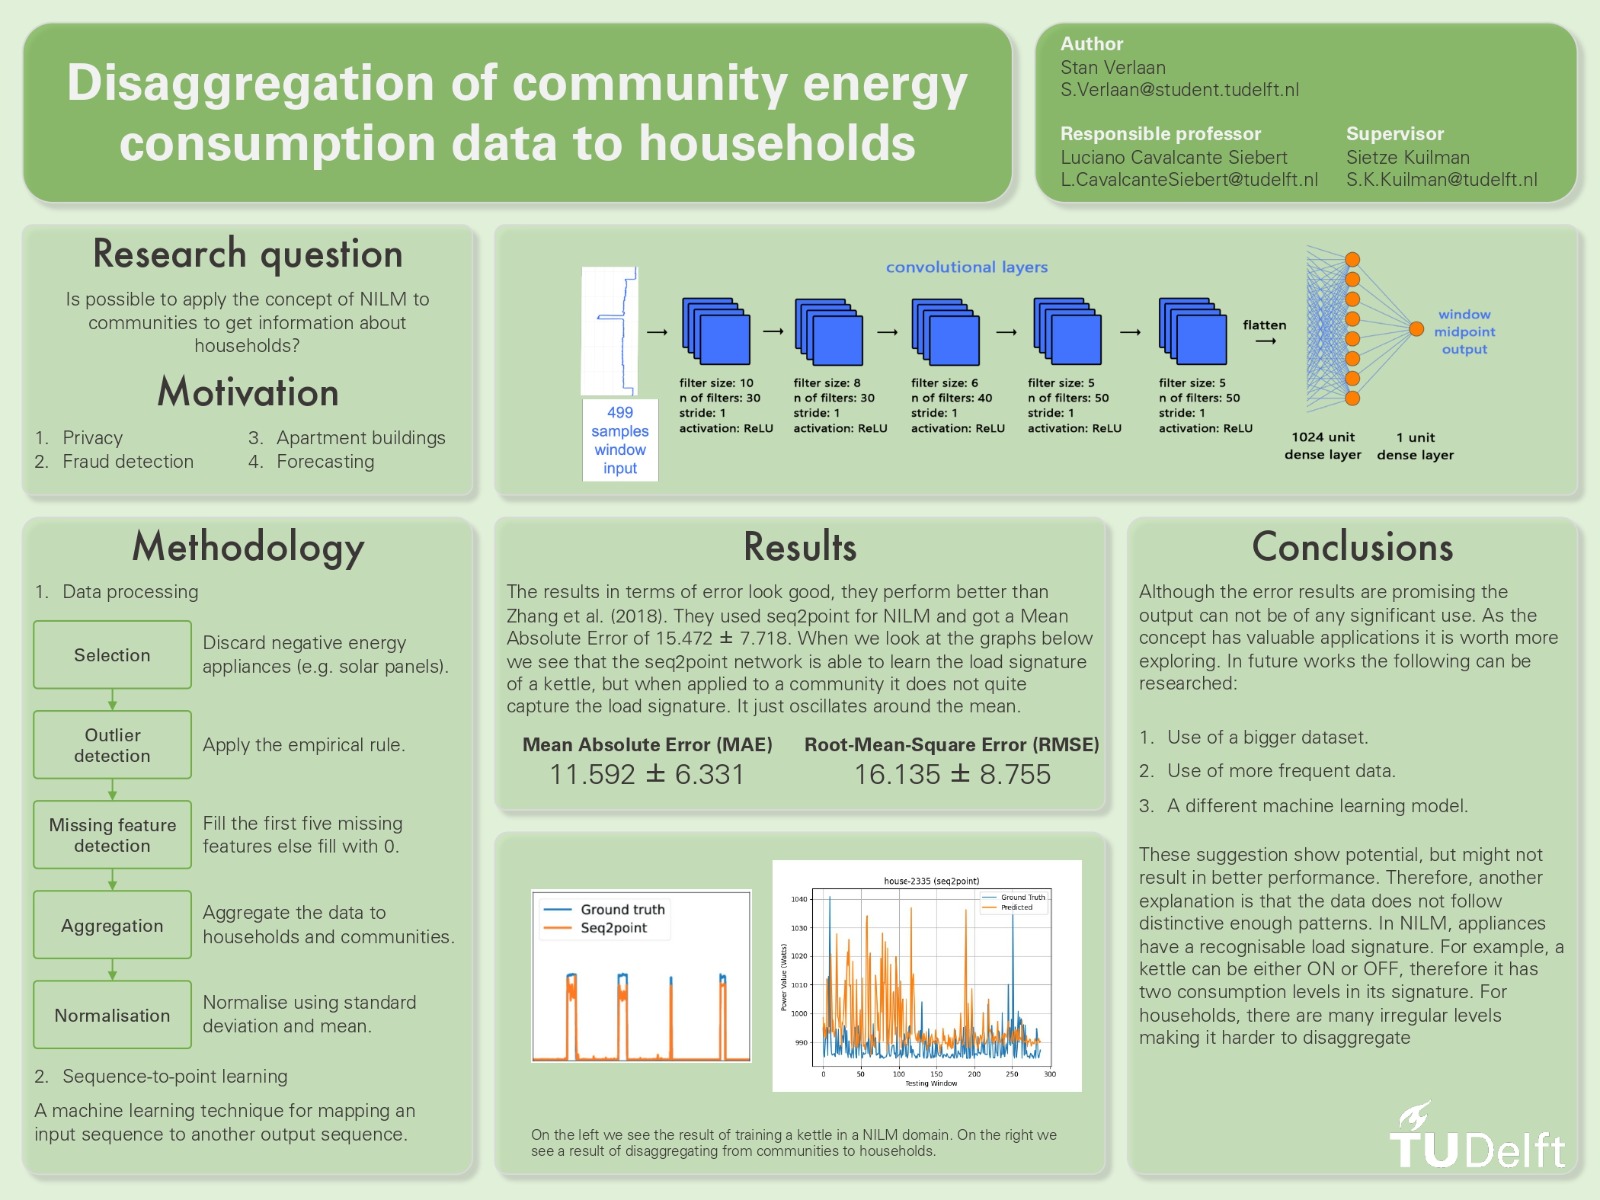 Disaggregation of community energy
consumption data to households
Author
Stan Verlaan
S.Verlaan@student.tudelft.nl
Responsible professor
Luciano Cavalcante Siebert
L.CavalcanteSiebert@tudelft.nl
Supervisor
Sietze Kuilman
S.K.Kuilman@tudelft.nl
Research question
Is possible to apply the concept of NILM to
communities to get information about
households?
Motivation
1. Privacy
2. Fraud detection
3. Apartment buildings
4. Forecasting
convolutional layers
499
samples
window
input
filter size: 10
n of filters: 30
stride: 1
activation: ReLU
filter size: 8
n of filters: 30
stride: 1
activation: ReLU
filter size: 6
n of filters: 40
stride: 1
activation: ReLU
filter size: 5
n of filters: 50
stride: 1
activation: ReLU
filter size: 5
n of filters: 50
stride: 1
activation: ReLU
flatten
1024 unit
dense layer
1 unit
dense layer
window
midpoint
output
Methodology
1. Data processing
Selection
Discard negative energy
appliances (e.g. solar panels).
Outlier
detection
Apply the empirical rule.
Missing feature
detection
Fill the first five missing
features else fill with 0.
Aggregation
Aggregate the data to
households and communities.
Normalisation
Normalise using standard
deviation and mean.
2. Sequence-to-point learning
A machine learning technique for mapping an
input sequence to another output sequence.
Results
The results in terms of error look good, they perform better than
Zhang et al. (2018). They used seq2point for NILM and got a Mean
Absolute Error of 15.472 ± 7.718. When we look at the graphs below
we see that the seq2point network is able to learn the load signature
of a kettle, but when applied to a community it does not quite
capture the load signature. It just oscillates around the mean.
Mean Absolute Error (MAE)
11.592 ± 6.331
Root-Mean-Square Error (RMSE)
16.135 ± 8.755
Ground truth
Seq2point
house-2335 (seq2point)
Ground Truth
Predicted
Power Value (Watts)
1040
1030
1020
1010
1000
990
0 50 100 150 200 250 300
Testing Window
On the left we see the result of training a kettle in a NILM domain. On the right we
see a result of disaggregating from communities to households.
Conclusions
Although the error results are promising the
output can not be of any significant use. As the
concept has valuable applications it is worth more
exploring. In future works the following can be
researched:
1. Use of a bigger dataset.
2. Use of more frequent data.
3. A different machine learning model.
These suggestion show potential, but might not
result in better performance. Therefore, another
explanation is that the data does not follow
distinctive enough patterns. In NILM, appliances
have a recognisable load signature. For example, a
kettle can be either ON or OFF, therefore it has
two consumption levels in its signature. For
households, there are many irregular levels
making it harder to disaggregate
TUDelft